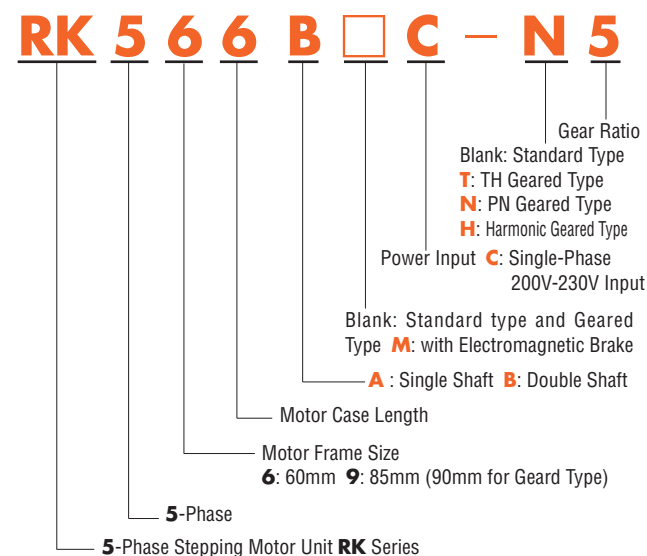 RK 5 6 6 B □ C – N 5
Gear Ratio
Blank: Standard Type
T: TH Geared Type
N: PN Geared Type
H: Harmonic Geared Type
Power Input C: Single-Phase
200V-230V Input
Blank: Standard type and Geared
Type M: with Electromagnetic Brake
A : Single Shaft B: Double Shaft
Motor Case Length
Motor Frame Size
6: 60mm 9: 85mm (90mm for Geard Type)
5-Phase
5-Phase Stepping Motor Unit RK Series